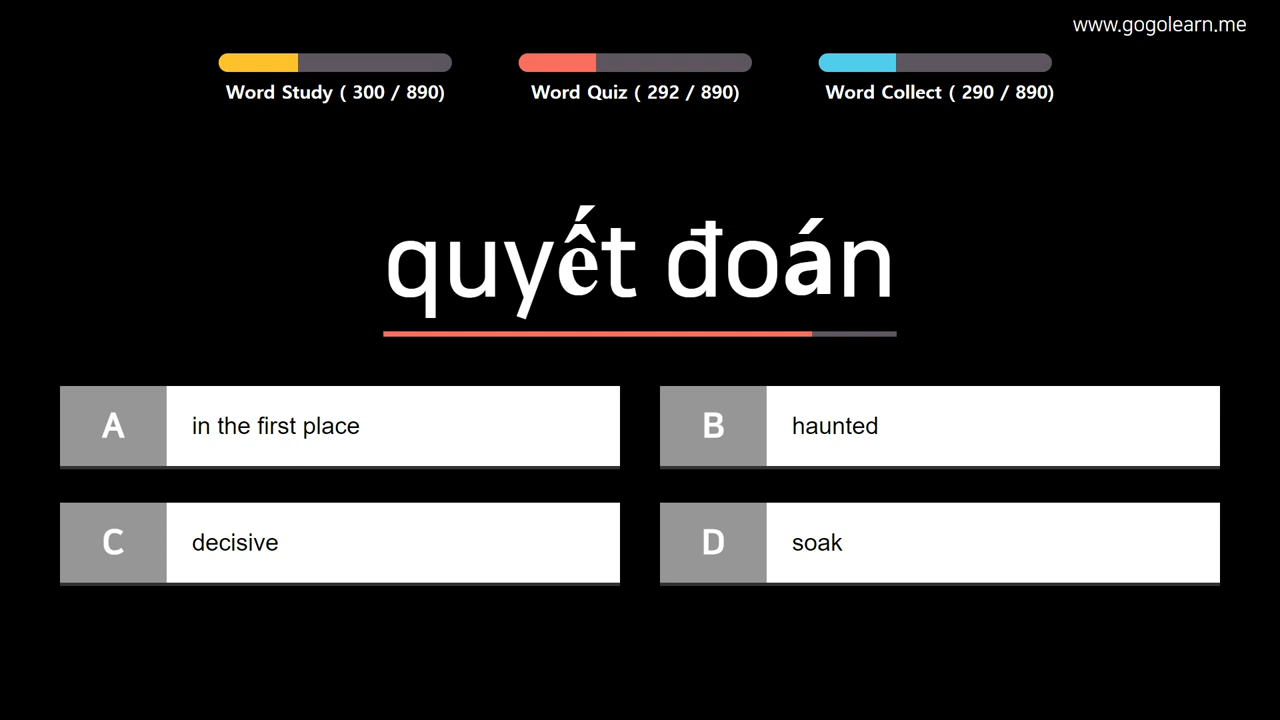 www.gogolearn.me
Word Study ( 300 / 890)
Word Quiz ( 292 / 890)
Word Collect ( 290 / 890)
quyết đoán
A in the first place
B haunted
C decisive
D soak